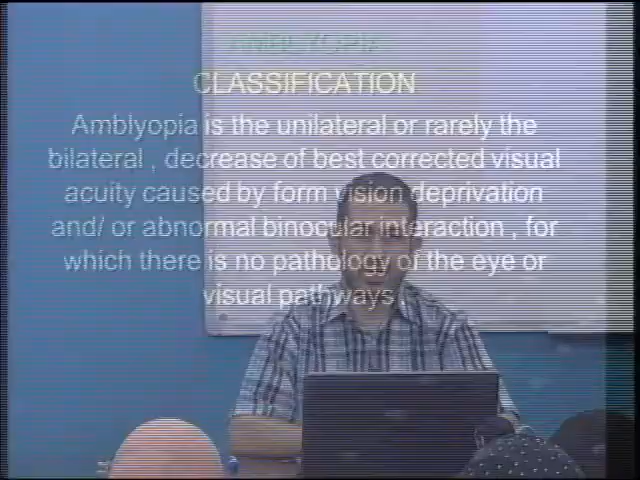 AMBLYOPIA
CLASSIFICATION
Amblyopia is the unilateral or rarely the
bilateral , decrease of best corrected visual
acuity caused by form vision deprivation
and/ or abnormal binocular interaction , for
which there is no pathology of the eye or
visual pathways.